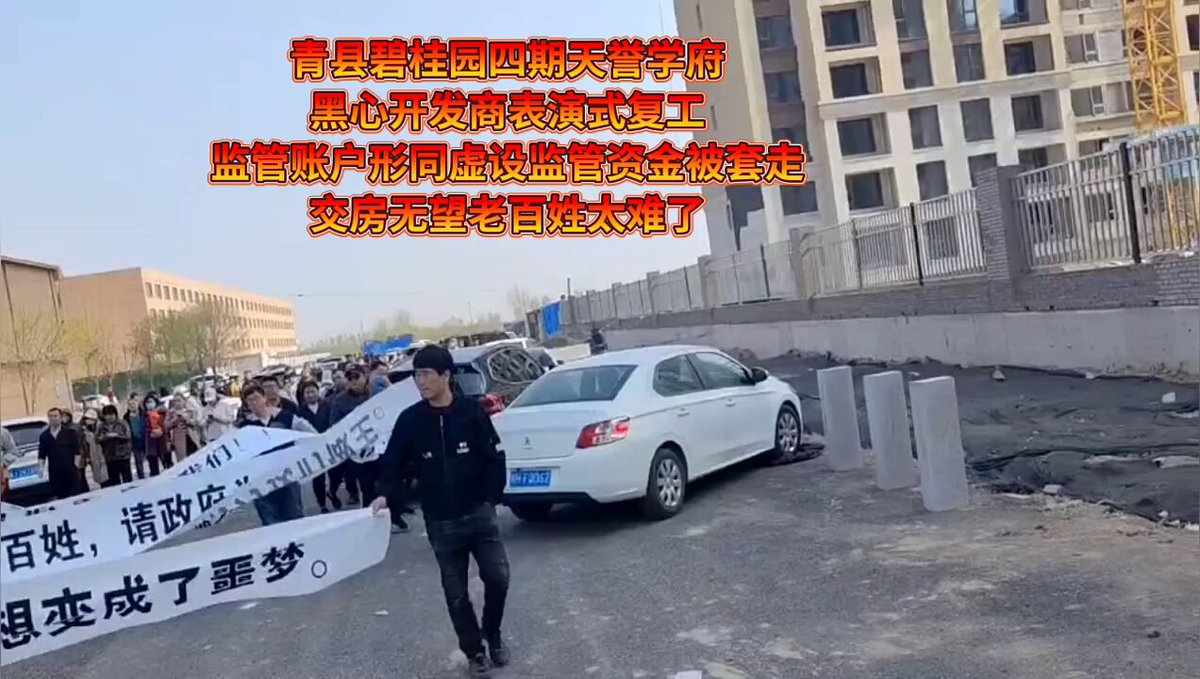 青县碧桂园四期天誉学府
黑心开发商表演式复工
监管账户形同虚设监管资金被套走
交房无望老百姓太难了
百姓，请政府
想变成了噩梦。